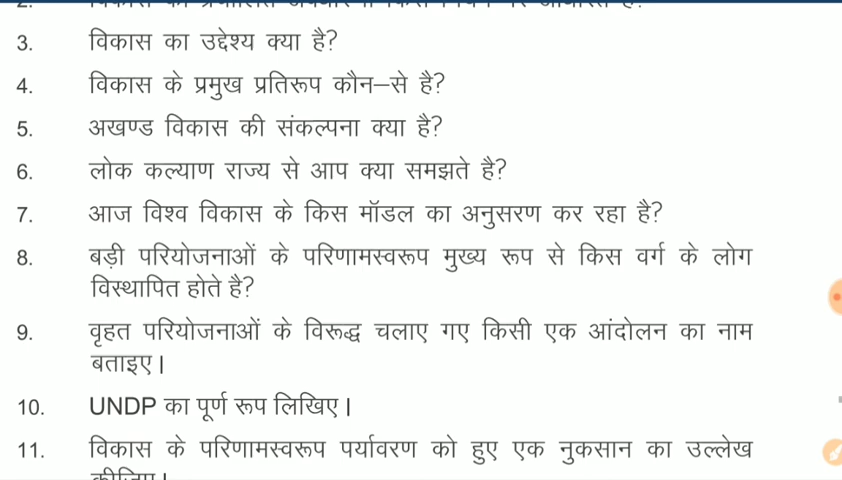 3. विकास का उद्देश्य क्या है?
4. विकास के प्रमुख प्रतिरूप कौन–से है?
5. अखण्ड विकास की संकल्पना क्या है?
6. लोक कल्याण राज्य से आप क्या समझते है?
7. आज विश्व विकास के किस मॉडल का अनुसरण कर रहा है?
8. बड़ी परियोजनाओं के परिणामस्वरूप मुख्य रूप से किस वर्ग के लोग
विस्थापित होते है?
9. वृहत परियोजनाओं के विरूद्ध चलाए गए किसी एक आंदोलन का नाम
बताइए।
10. UNDP का पूर्ण रूप लिखिए।
11. विकास के परिणामस्वरूप पर्यावरण को हुए एक नुकसान का उल्लेख